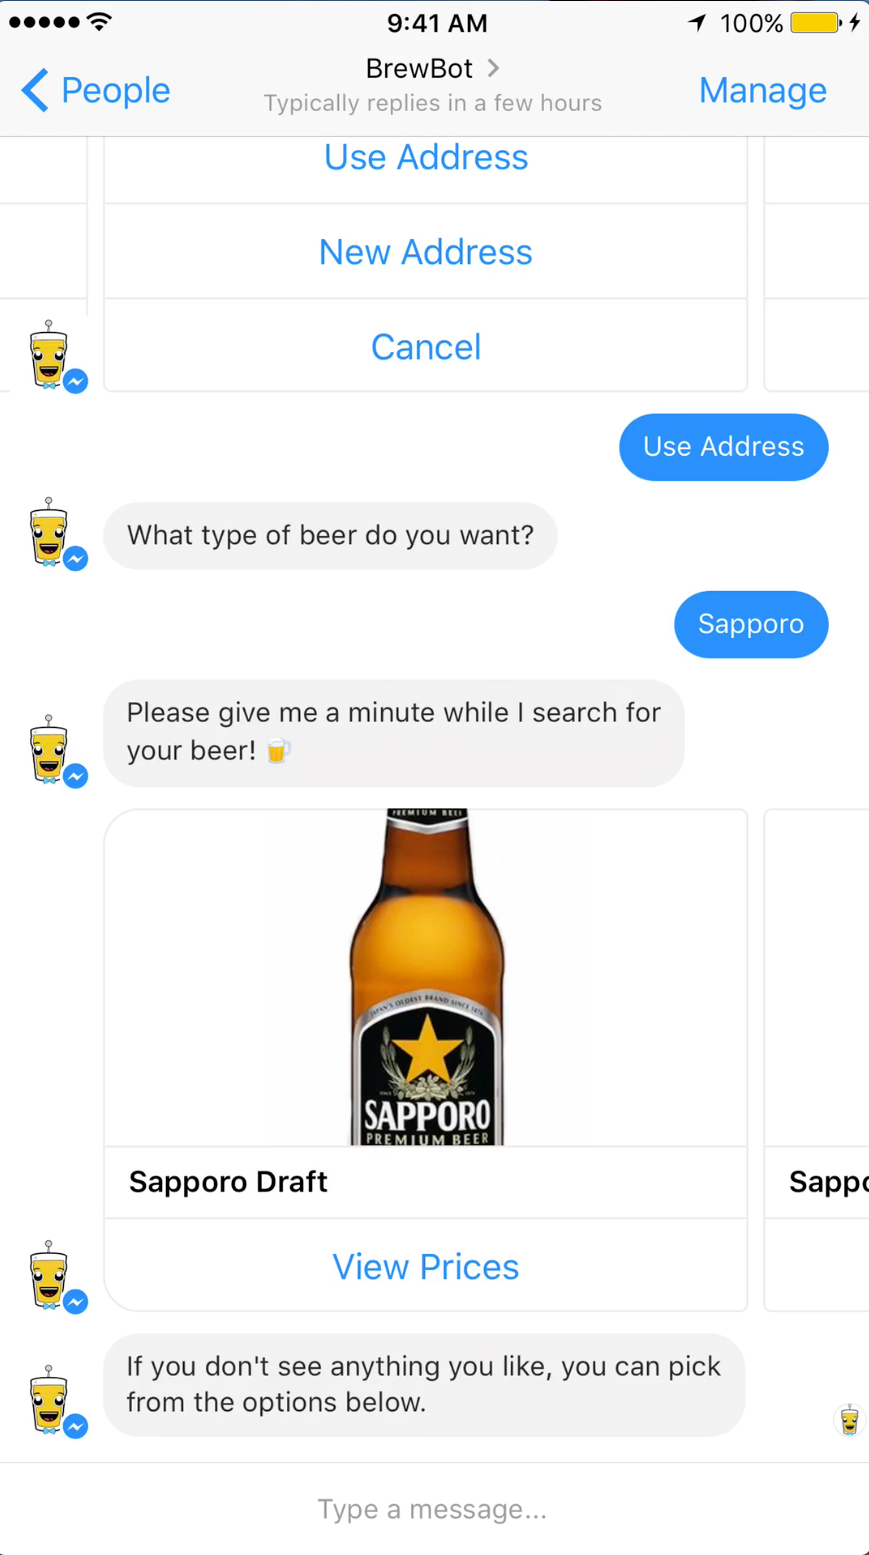 9:41 AM
100%
People
BrewBot
Typically replies in a few hours
Manage
Use Address
New Address
Cancel
Use Address
What type of beer do you want?
Sapporo
Please give me a minute while I search for
your beer!
PREMIUM BEER
JAPAN'S OLDEST BRAND SINCE 1876
SAPPORO
PREMIUM BEER
Sapporo Draft
Sappo
View Prices
If you don't see anything you like, you can pick
from the options below.
Type a message...